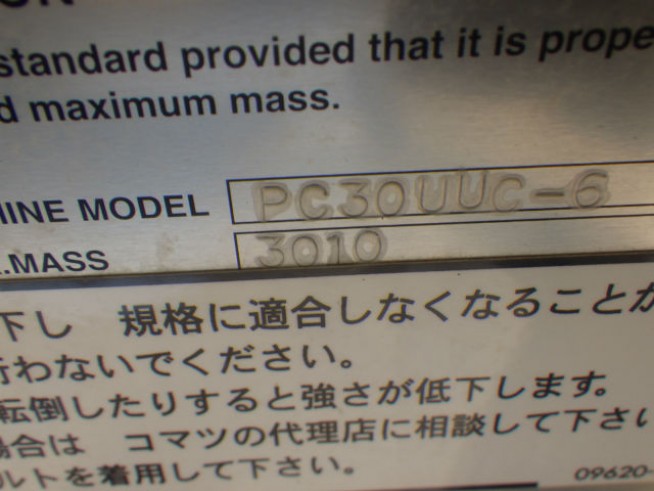 standard provided that it is prope
d maximum mass.
HINE MODEL PC30UUC-6
.MASS 3010
下し 規格に適合しなくなることが
行わないでください。
転倒したりすると強さが低下します。
場合は コマツの代理店に相談して下さい
ルトを着用して下さい。
09620-